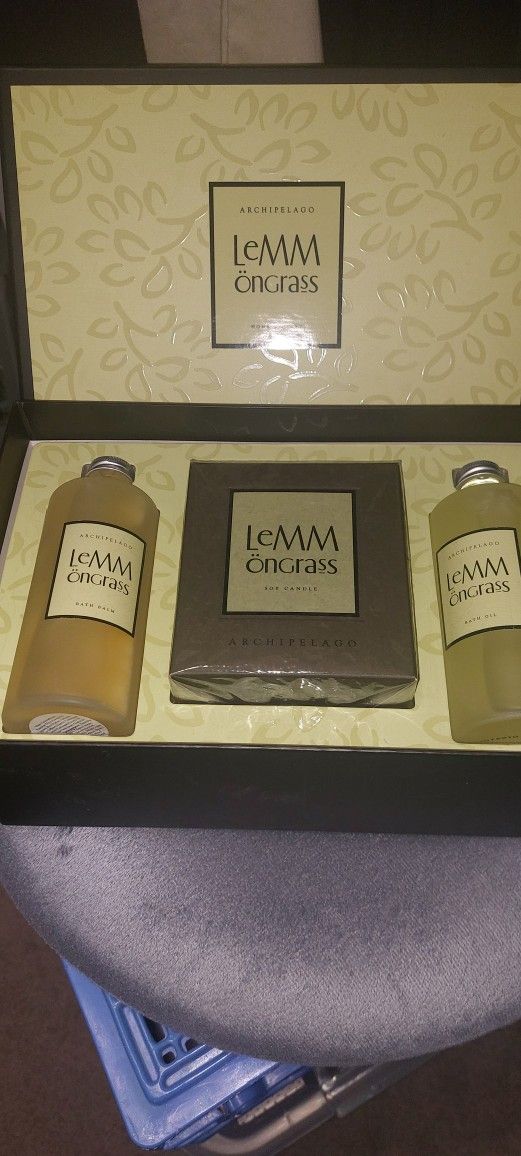 ARCHIPELAGO
LeMM
önGrass
ARCHIPELAGO
LeMM
önGrass
BATH BALM
LeMM
önGrass
SOY CANDLE
ARCHIPELAGO
ARCHIPELAGO
LeMM
önGrass
BATH OIL